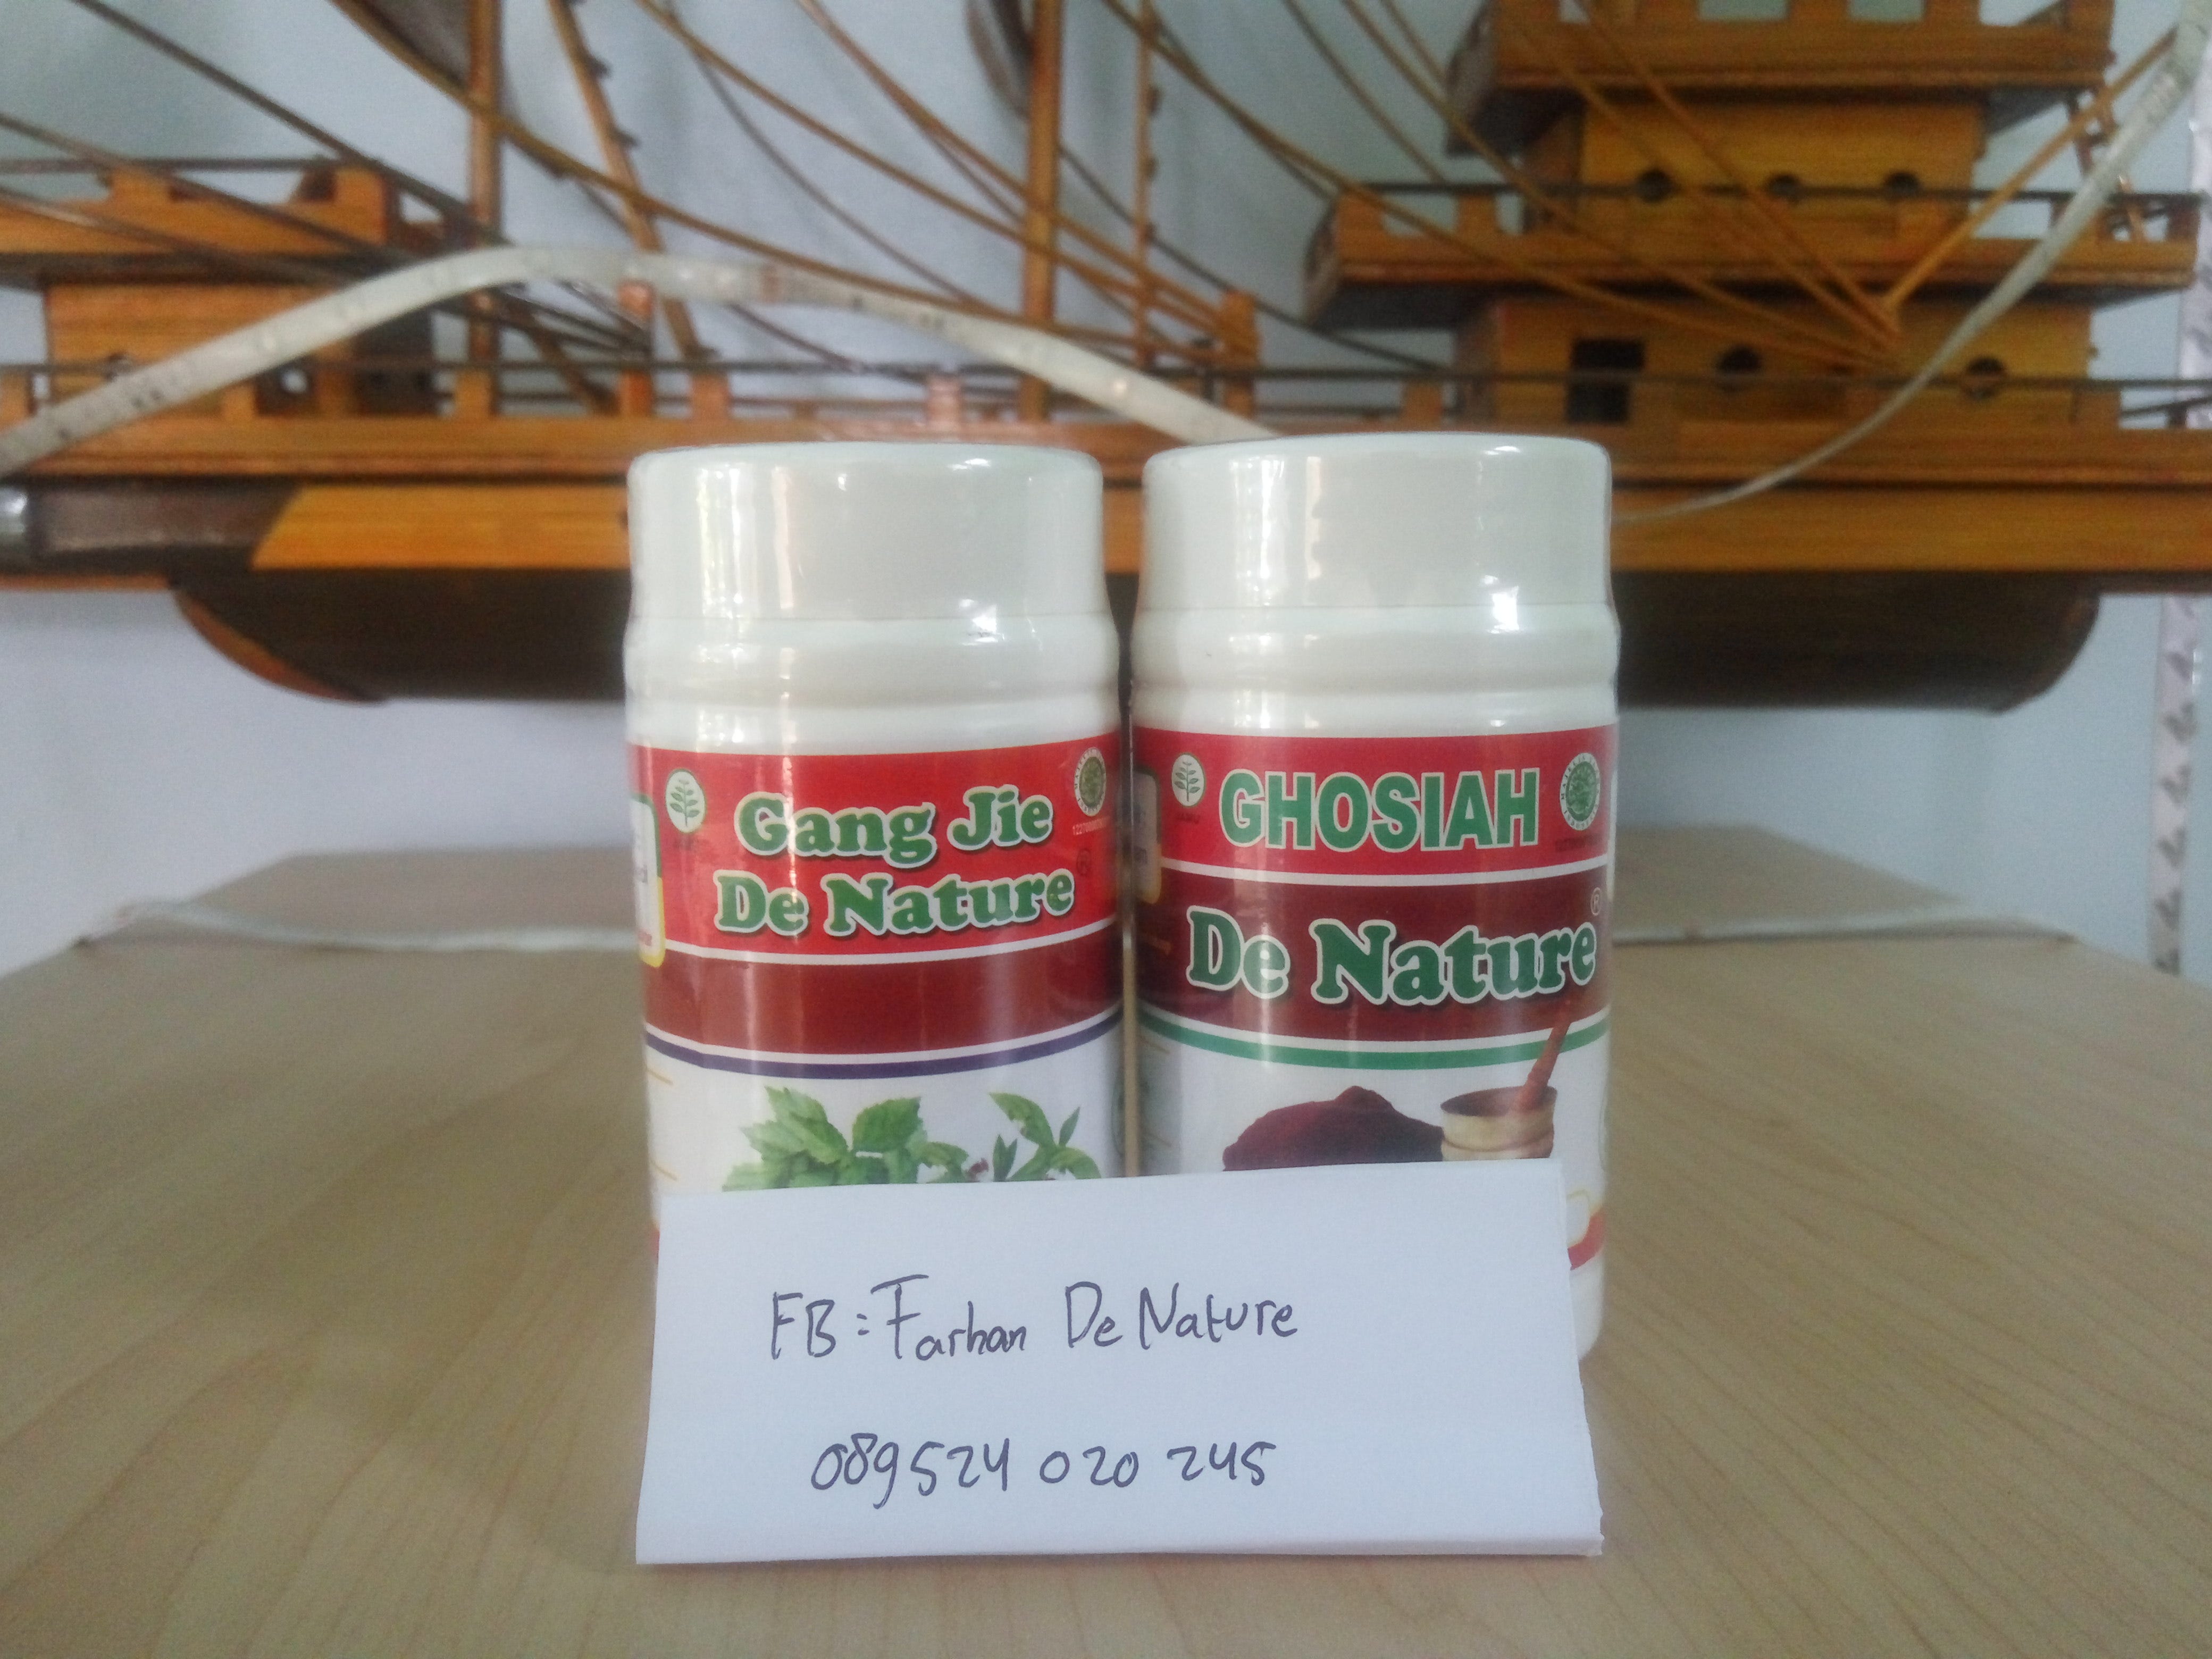 Gang Jie
De Nature
GHOSIAH
De Nature®
FB: Farhan De Nature
089524 020 245